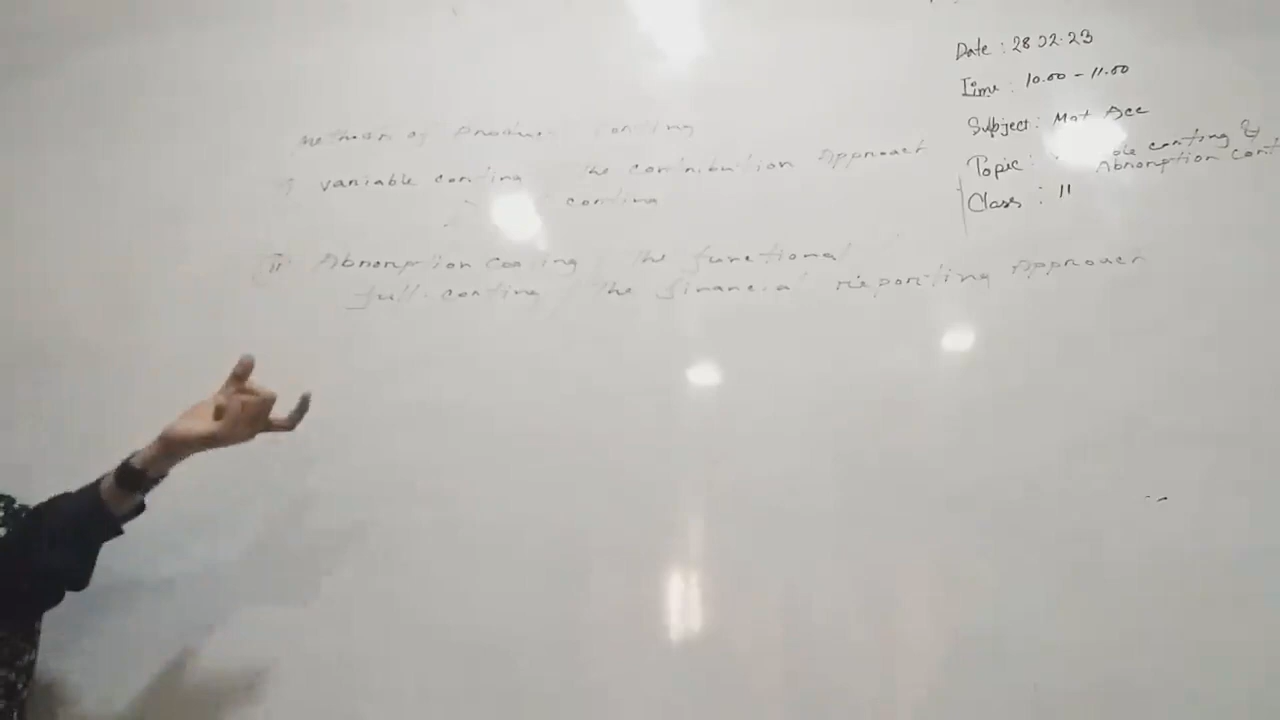 Method of Product Costing
i) variable costing the contribution Approach
costing
ii) Absorption Costing / the functional
full-costing / the financial reporting Approach
Date : 28.02.23
Time : 10.00 - 11.00
Subject : Mgt Acc
Topic : costing &
Absorption Cost
Class : 11